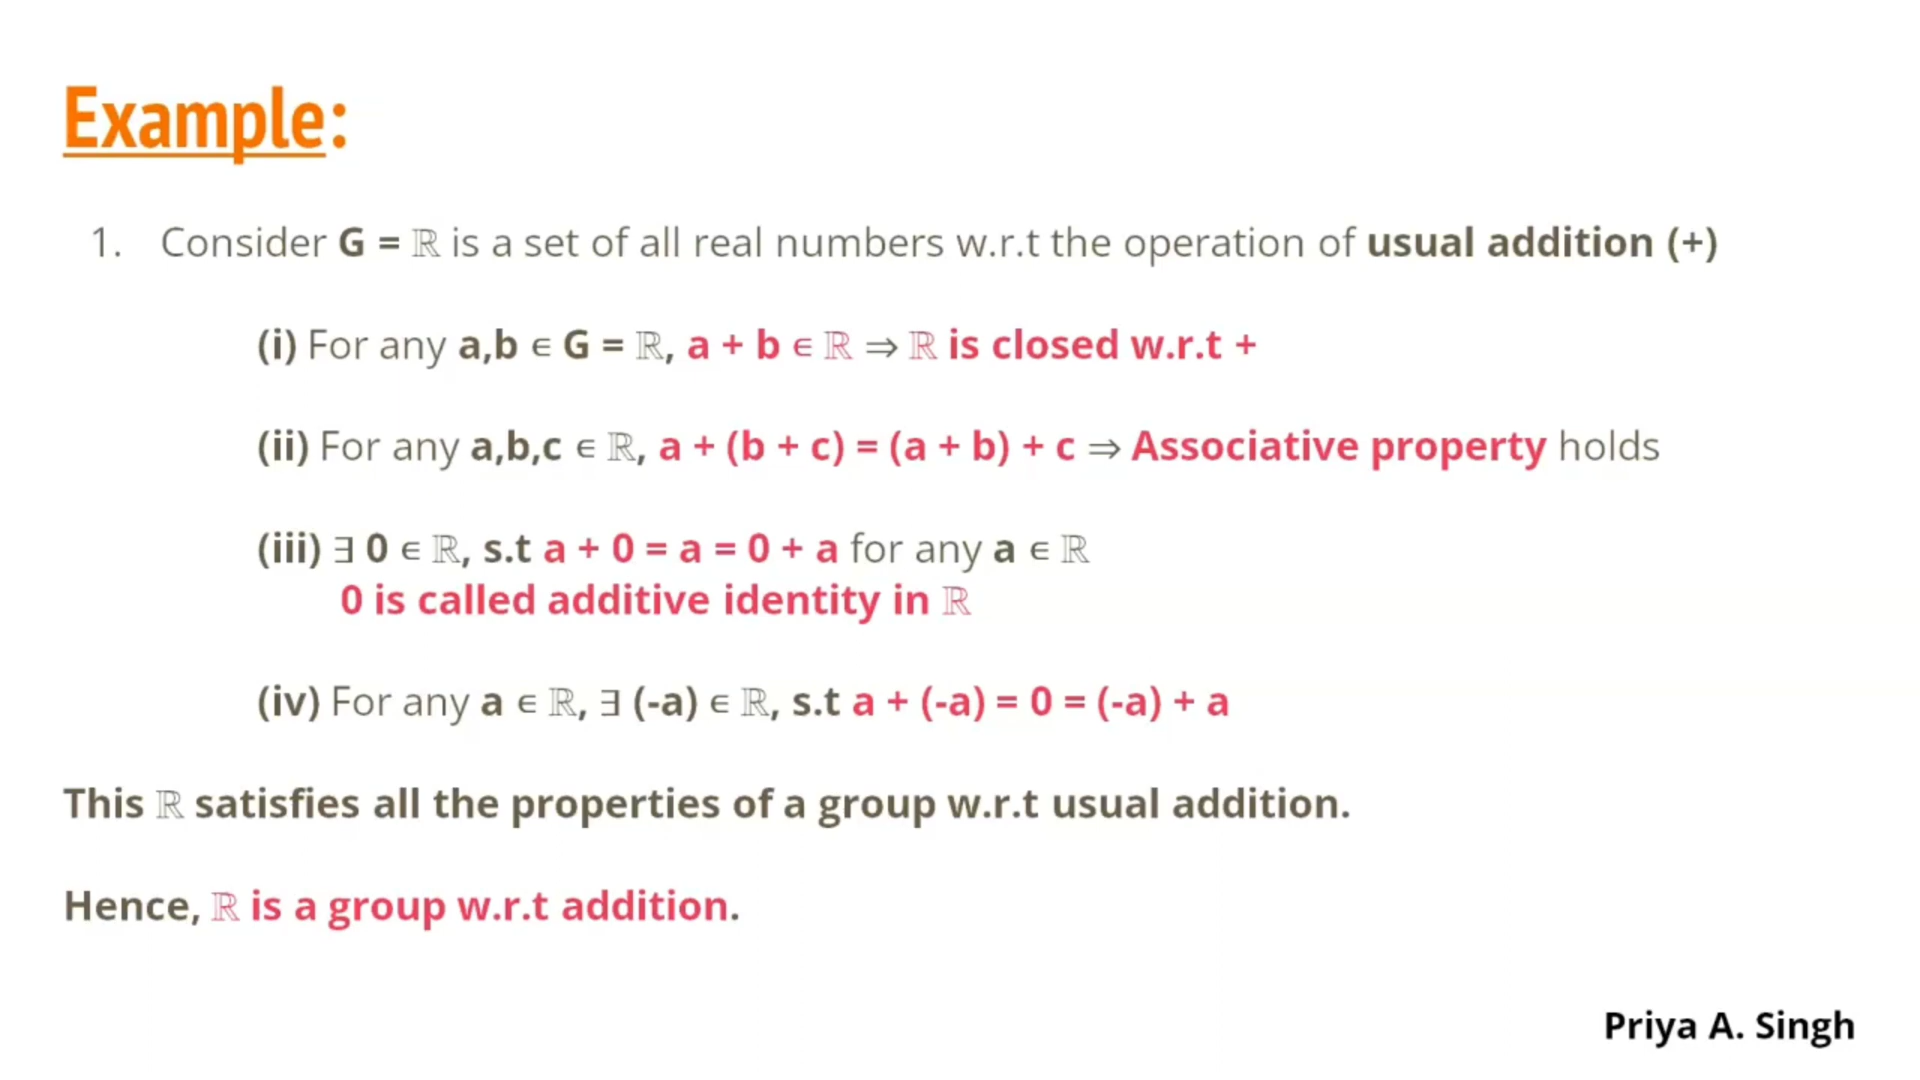 Example:
1. Consider G = ℝ is a set of all real numbers w.r.t the operation of usual addition (+)
(i) For any a,b ∈ G = ℝ, a + b ∈ ℝ ⇒ ℝ is closed w.r.t +
(ii) For any a,b,c ∈ ℝ, a + (b + c) = (a + b) + c ⇒ Associative property holds
(iii) ∃ 0 ∈ ℝ, s.t a + 0 = a = 0 + a for any a ∈ ℝ
0 is called additive identity in ℝ
(iv) For any a ∈ ℝ, ∃ (-a) ∈ ℝ, s.t a + (-a) = 0 = (-a) + a
This ℝ satisfies all the properties of a group w.r.t usual addition.
Hence, ℝ is a group w.r.t addition.
Priya A. Singh